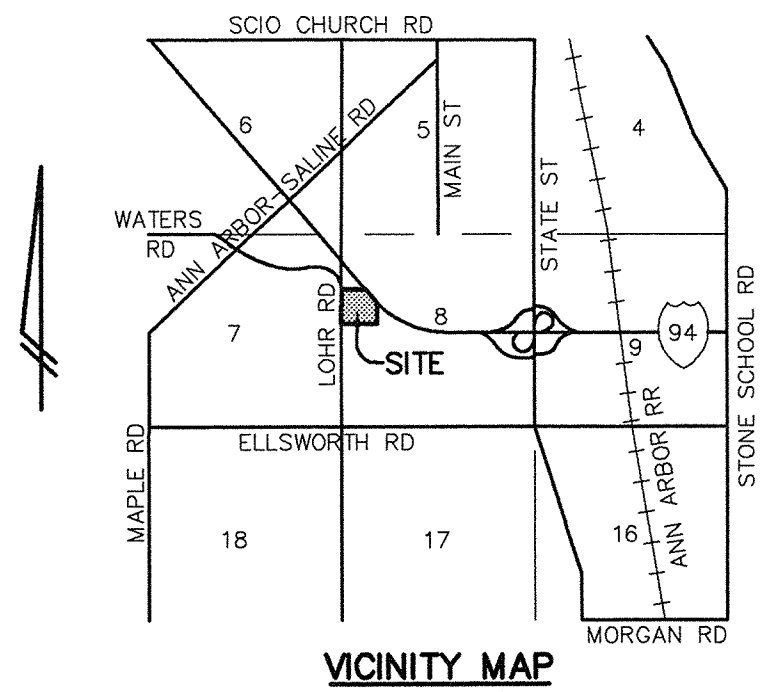 SCIO CHURCH RD
6
5
4
MAIN ST
ANN ARBOR-SALINE RD
STATE ST
WATERS
RD
LOHR RD
STONE SCHOOL RD
7
8
9
94
SITE
MAPLE RD
ELLSWORTH RD
ANN ARBOR RR
18
17
16
MORGAN RD
VICINITY MAP